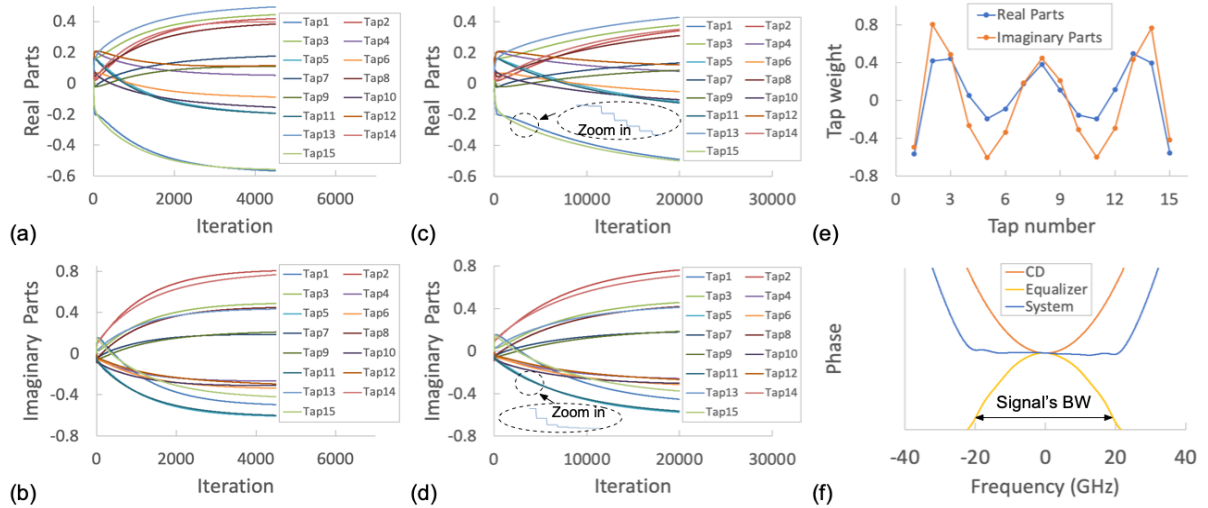 0.4
0.2
0
-0.2
-0.4
-0.6
Real Parts
0 2000 4000 6000
Iteration
Tap1 Tap2
Tap3 Tap4
Tap5 Tap6
Tap7 Tap8
Tap9 Tap10
Tap11 Tap12
Tap13 Tap14
Tap15
(a)
0.4
0.2
0
-0.2
-0.4
-0.6
Real Parts
0 10000 20000 30000
Iteration
Zoom in
Tap1 Tap2
Tap3 Tap4
Tap5 Tap6
Tap7 Tap8
Tap9 Tap10
Tap11 Tap12
Tap13 Tap14
Tap15
(c)
0.8
0.4
0
-0.4
-0.8
Tap weight
0 3 6 9 12 15
Tap number
Real Parts
Imaginary Parts
(e)
0.8
0.4
0
-0.4
-0.8
Imaginary Parts
0 2000 4000 6000
Iteration
Tap1 Tap2
Tap3 Tap4
Tap5 Tap6
Tap7 Tap8
Tap9 Tap10
Tap11 Tap12
Tap13 Tap14
Tap15
(b)
0.8
0.4
0
-0.4
-0.8
Imaginary Parts
0 10000 20000 30000
Iteration
Zoom in
Tap1 Tap2
Tap3 Tap4
Tap5 Tap6
Tap7 Tap8
Tap9 Tap10
Tap11 Tap12
Tap13 Tap14
Tap15
(d)
Phase
CD
Equalizer
System
Signal's BW
-40 -20 0 20 40
Frequency (GHz)
(f)